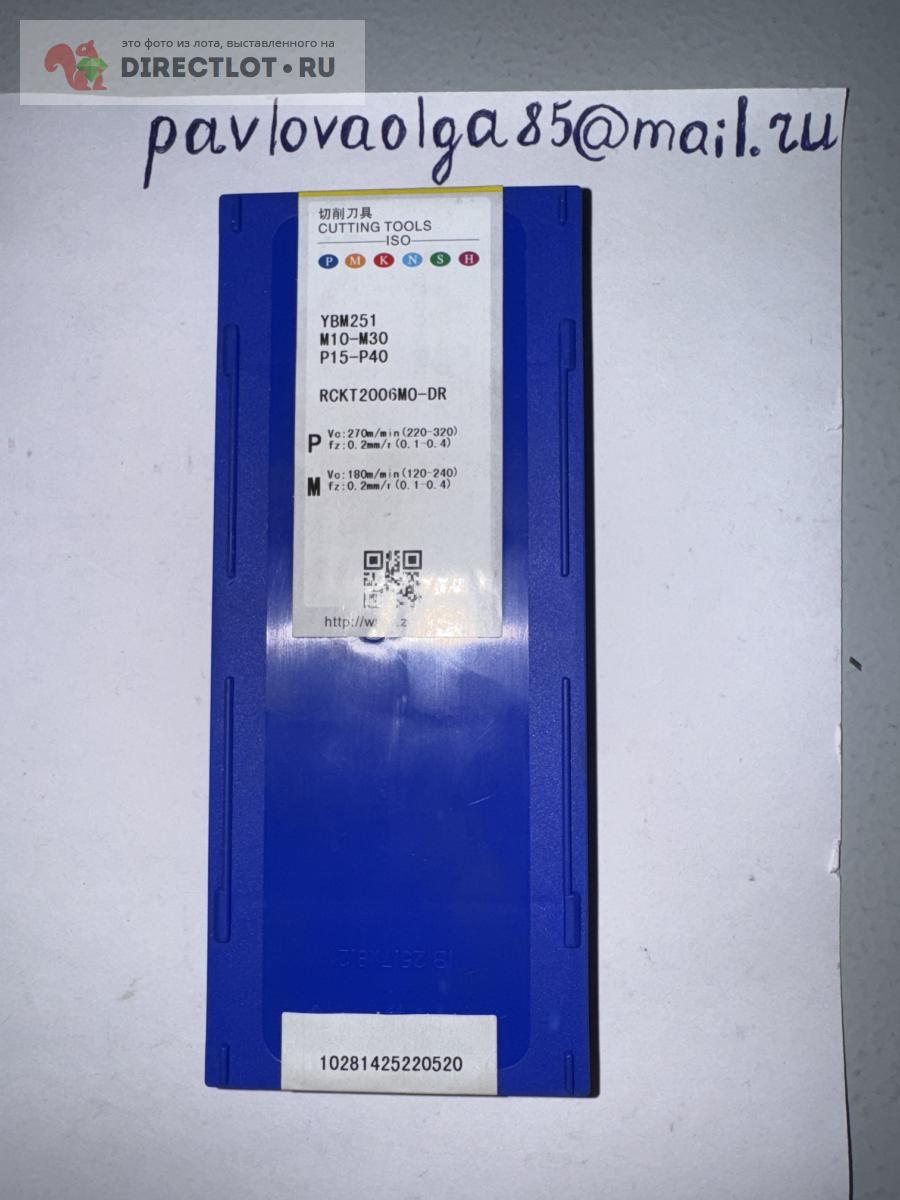 это фото из лота, выставленного на
DIRECTLOT.RU
pavlovaolga85@mail.ru
切削刀具
CUTTING TOOLS
ISO
P M K N S H
YBM251
M10-M30
P15-P40
RCKT2006MO-DR
P Vc:270m/min(220-320)
fz:0.2mm/r(0.1-0.4)
M Vc:180m/min(120-240)
fz:0.2mm/r(0.1-0.4)
10281425220520